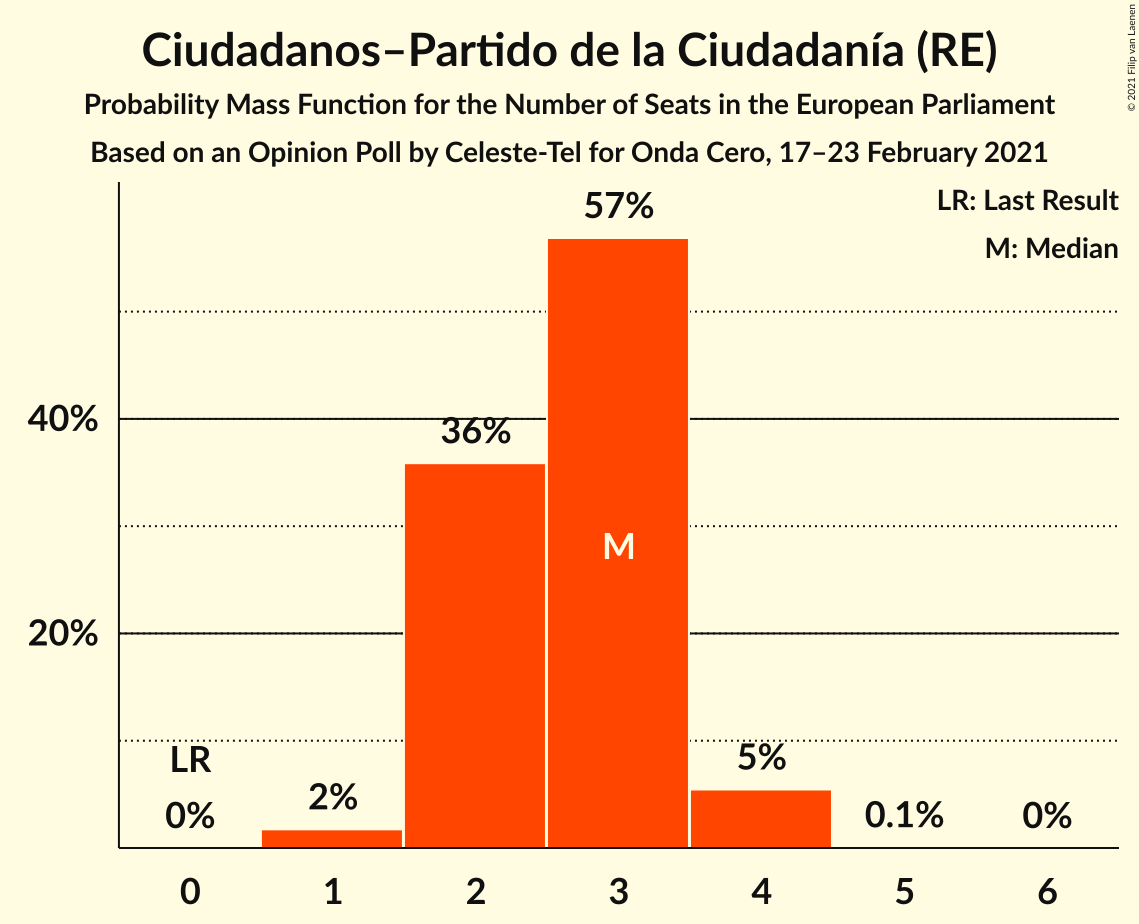 Ciudadanos–Partido de la Ciudadanía (RE)
Probability Mass Function for the Number of Seats in the European Parliament
Based on an Opinion Poll by Celeste-Tel for Onda Cero, 17–23 February 2021
© 2021 Filip van Laenen
LR: Last Result
M: Median
57%
40%
36%
M
20%
LR
0%
2%
5%
0.1%
0%
0 1 2 3 4 5 6